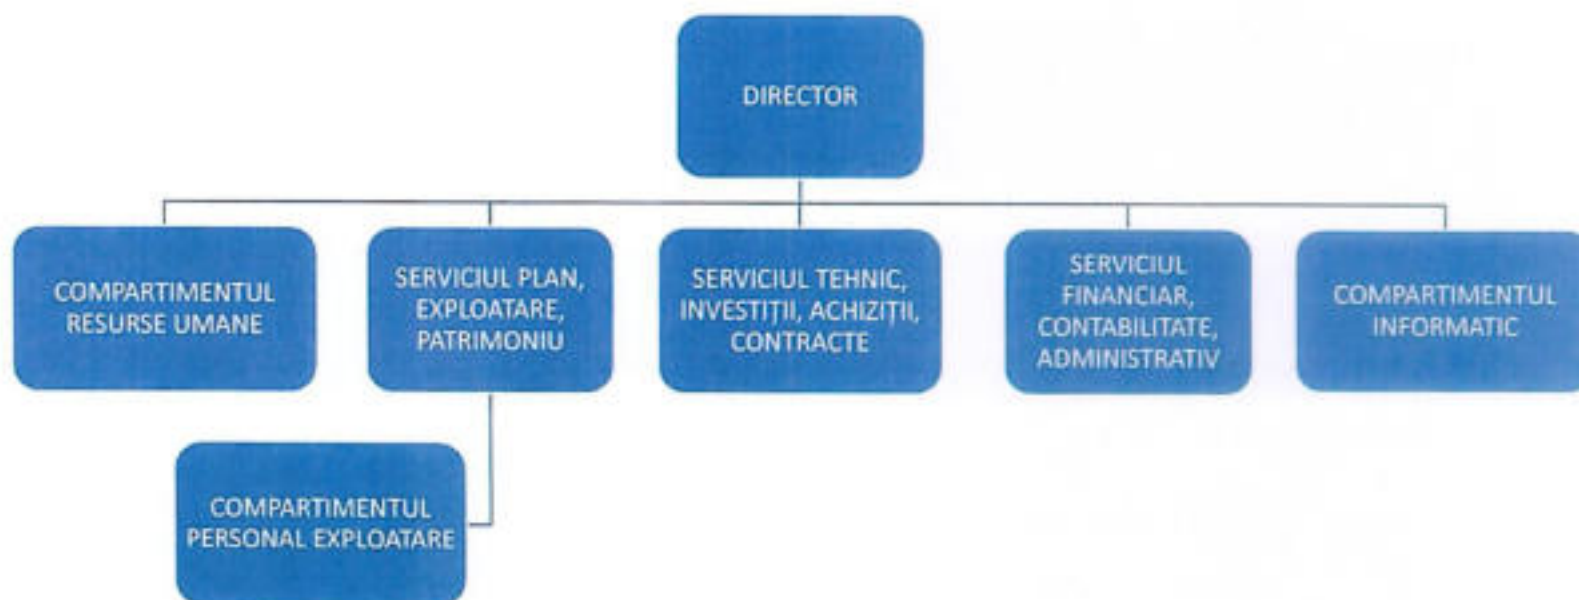 DIRECTOR
COMPARTIMENTUL
RESURSE UMANE
SERVICIUL PLAN,
EXPLOATARE,
PATRIMONIU
SERVICIUL TEHNIC,
INVESTIȚII, ACHIZIȚII,
CONTRACTE
SERVICIUL
FINANCIAR,
CONTABILITATE,
ADMINISTRATIV
COMPARTIMENTUL
INFORMATIC
COMPARTIMENTUL
PERSONAL EXPLOATARE